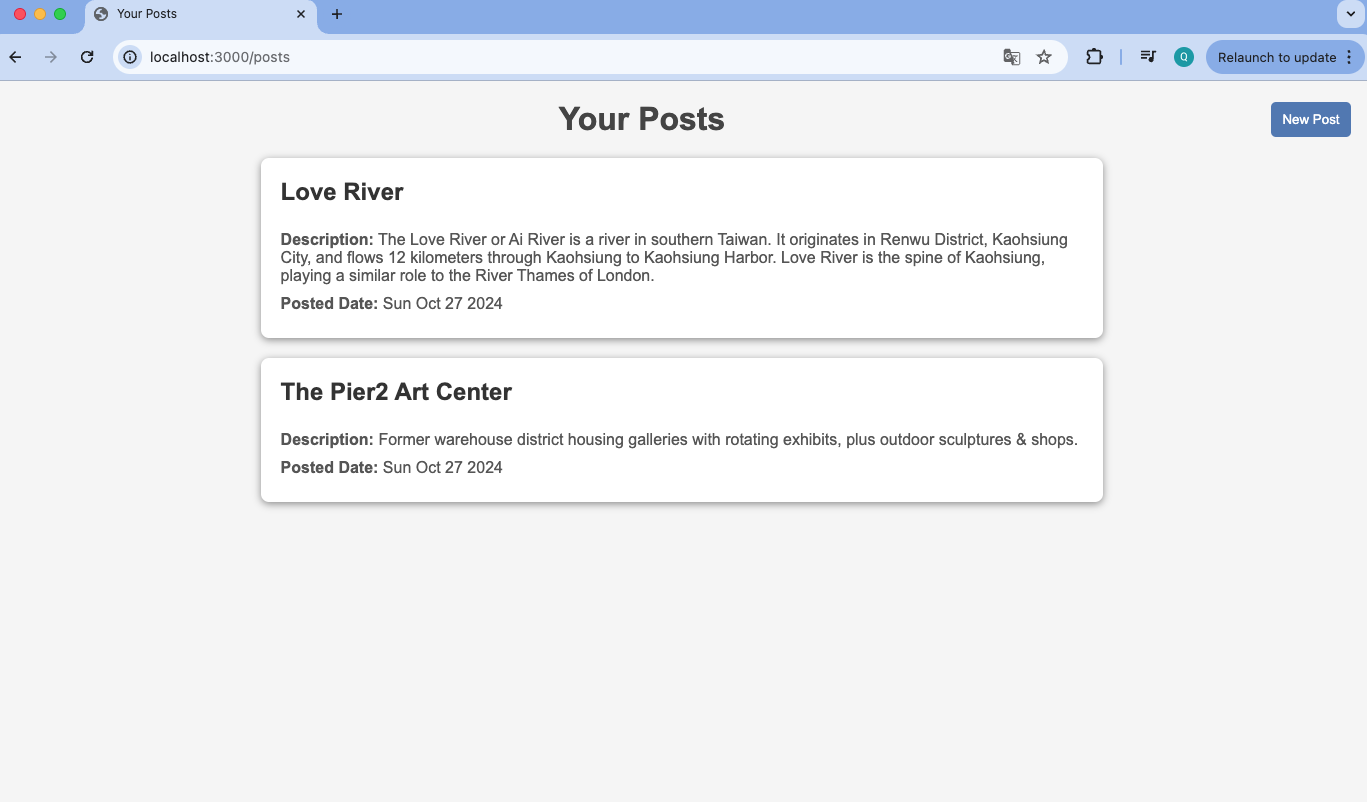 Your Posts
localhost:3000/posts
Q
Relaunch to update
Your Posts
New Post
Love River
Description: The Love River or Ai River is a river in southern Taiwan. It originates in Renwu District, Kaohsiung
City, and flows 12 kilometers through Kaohsiung to Kaohsiung Harbor. Love River is the spine of Kaohsiung,
playing a similar role to the River Thames of London.
Posted Date: Sun Oct 27 2024
The Pier2 Art Center
Description: Former warehouse district housing galleries with rotating exhibits, plus outdoor sculptures & shops.
Posted Date: Sun Oct 27 2024